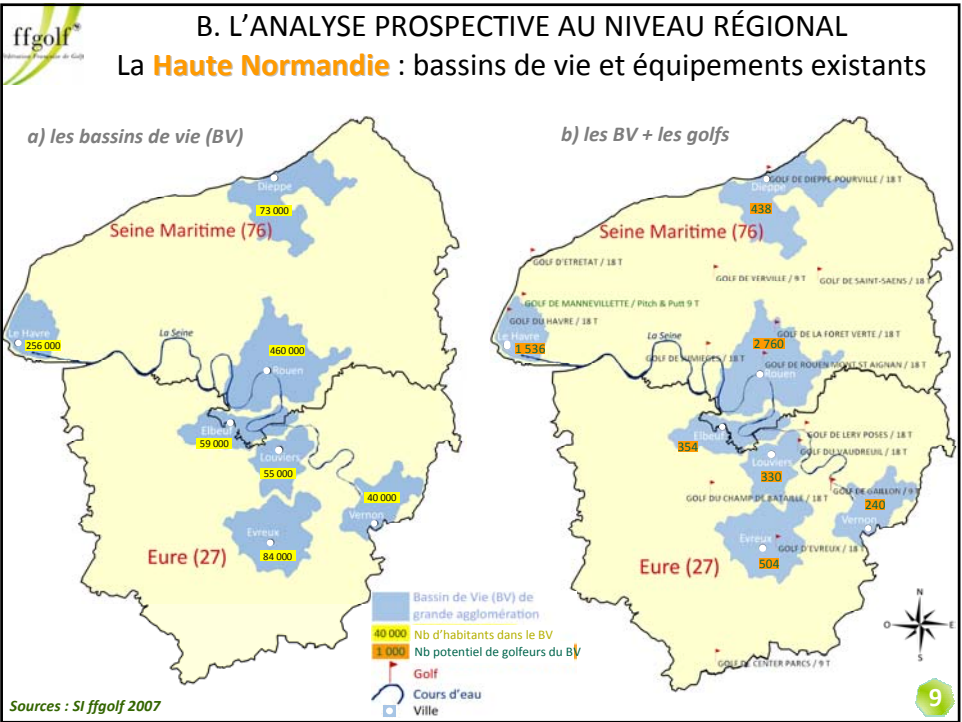 ffgolf
Fédération Française de Golf
B. L'ANALYSE PROSPECTIVE AU NIVEAU RÉGIONAL
La Haute Normandie : bassins de vie et équipements existants
a) les bassins de vie (BV)
Dieppe
73 000
Seine Maritime (76)
Le Havre
256 000
La Seine
460 000
Rouen
Elbeuf
59 000
Louviers
55 000
40 000
Vernon
Evreux
84 000
Eure (27)
b) les BV + les golfs
GOLF DE DIEPPE-POURVILLE / 18 T
Dieppe
438
Seine Maritime (76)
GOLF D'ETRETAT / 18 T
GOLF DE VERVILLE / 9 T
GOLF DE SAINT-SAENS / 18 T
GOLF DE MANNEVILLETTE / Pitch & Putt 9 T
GOLF DU HAVRE / 18 T
Le Havre
1 536
La Seine
GOLF DE LA FORET VERTE / 18 T
2 760
GOLF DE JUMIEGES / 18 T
GOLF DE ROUEN MONT ST AIGNAN / 18 T
Rouen
Elbeuf
354
GOLF DE LERY POSES / 18 T
GOLF DU VAUDREUIL / 18 T
Louviers
330
GOLF DU CHAMP DE BATAILLE / 18 T
GOLF DE GAILLON / 9 T
240
Vernon
Evreux
GOLF D'EVREUX / 18 T
504
Eure (27)
GOLF DE CENTER PARCS / 9 T
Bassin de Vie (BV) de
grande agglomération
40 000 Nb d'habitants dans le BV
1 000 Nb potentiel de golfeurs du BV
Golf
Cours d'eau
Ville
N
O
E
S
Sources : SI ffgolf 2007
9